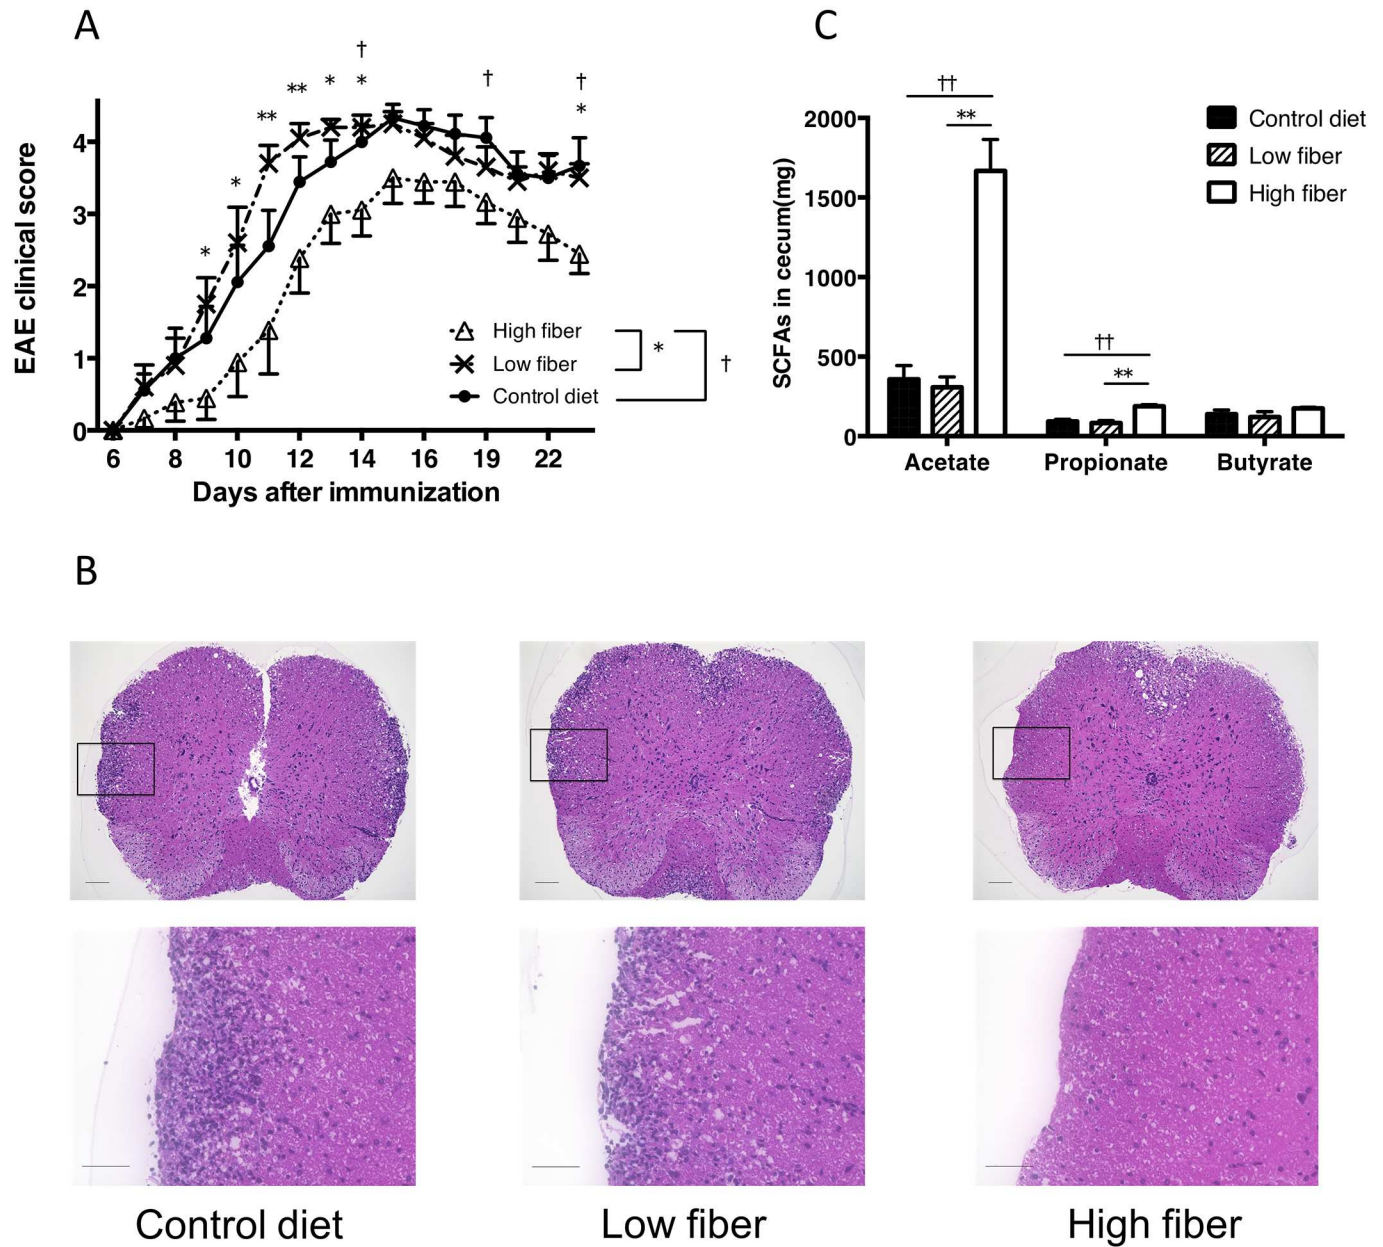 A
†
†
†
**
*
*
*
**
*
*
EAE clinical score
4
3
2
1
0
High fiber
Low fiber
Control diet
*
†
6 8 10 12 14 16 19 22
Days after immunization
C
††
**
††
**
SCFAs in cecum(mg)
2000
1500
1000
500
0
Control diet
Low fiber
High fiber
Acetate Propionate Butyrate
B
Control diet Low fiber High fiber